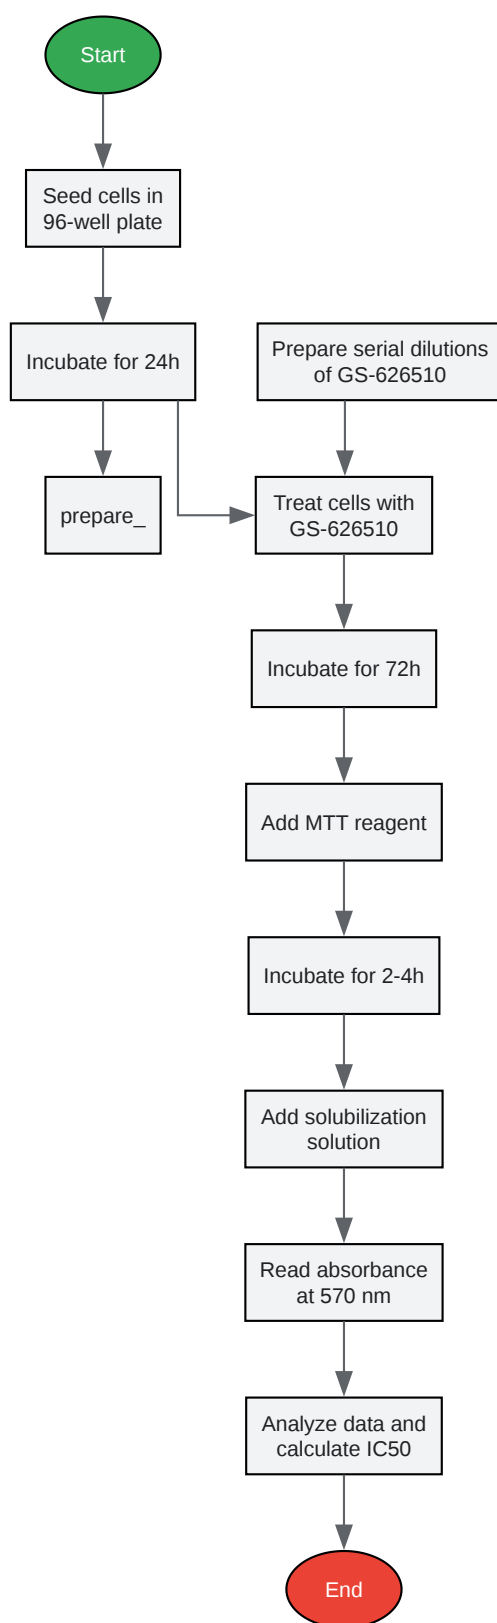 Start
Seed cells in
96-well plate
Incubate for 24h
Prepare serial dilutions
of GS-626510
prepare_
Treat cells with
GS-626510
Incubate for 72h
Add MTT reagent
Incubate for 2-4h
Add solubilization
solution
Read absorbance
at 570 nm
Analyze data and
calculate IC50
End